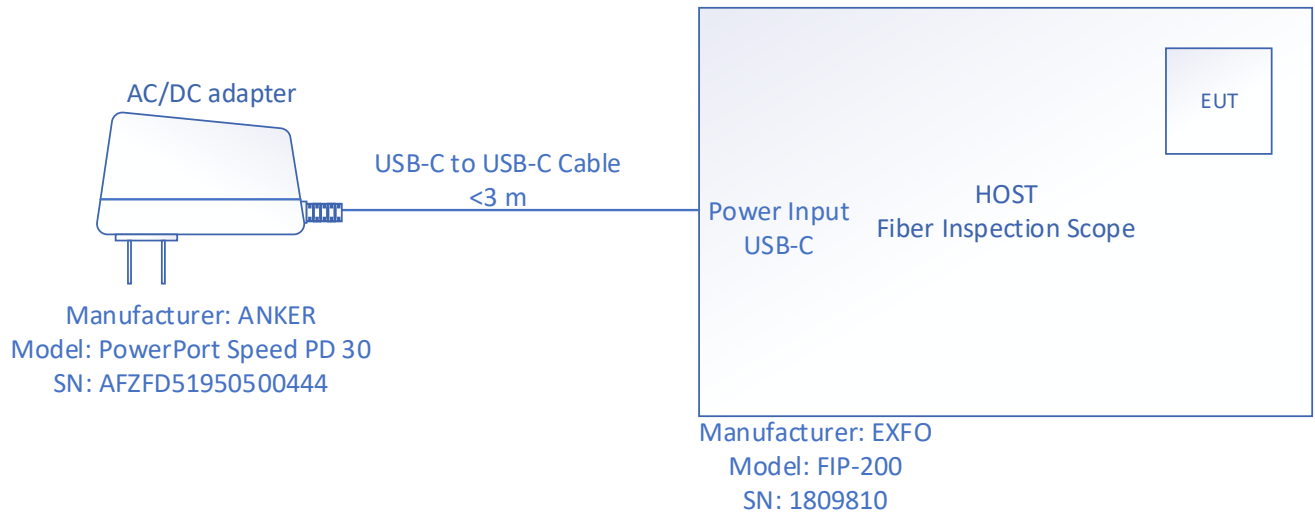 AC/DC adapter
USB-C to USB-C Cable
<3 m
Manufacturer: ANKER
Model: PowerPort Speed PD 30
SN: AFZFD51950500444
EUT
HOST
Fiber Inspection Scope
Power Input
USB-C
Manufacturer: EXFO
Model: FIP-200
SN: 1809810